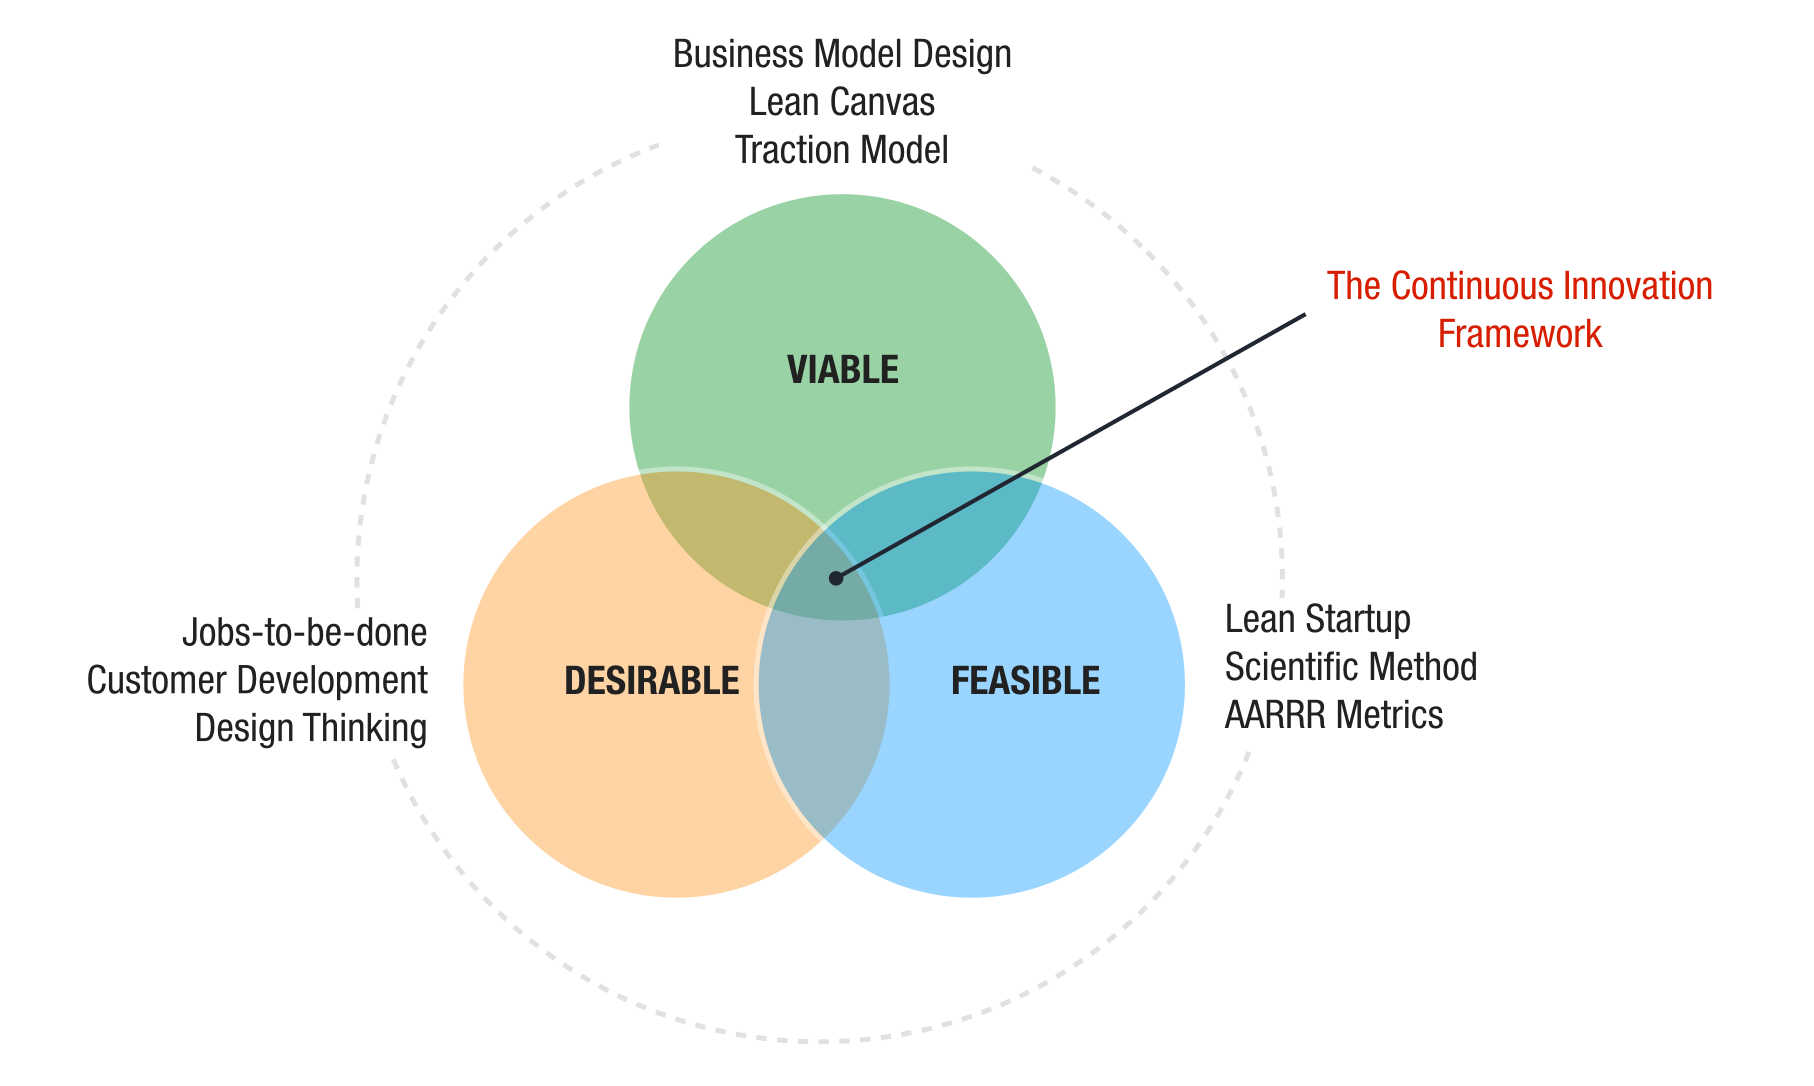 Business Model Design
Lean Canvas
Traction Model
The Continuous Innovation
Framework
VIABLE
Jobs-to-be-done
Customer Development
Design Thinking
DESIRABLE
FEASIBLE
Lean Startup
Scientific Method
AARRR Metrics